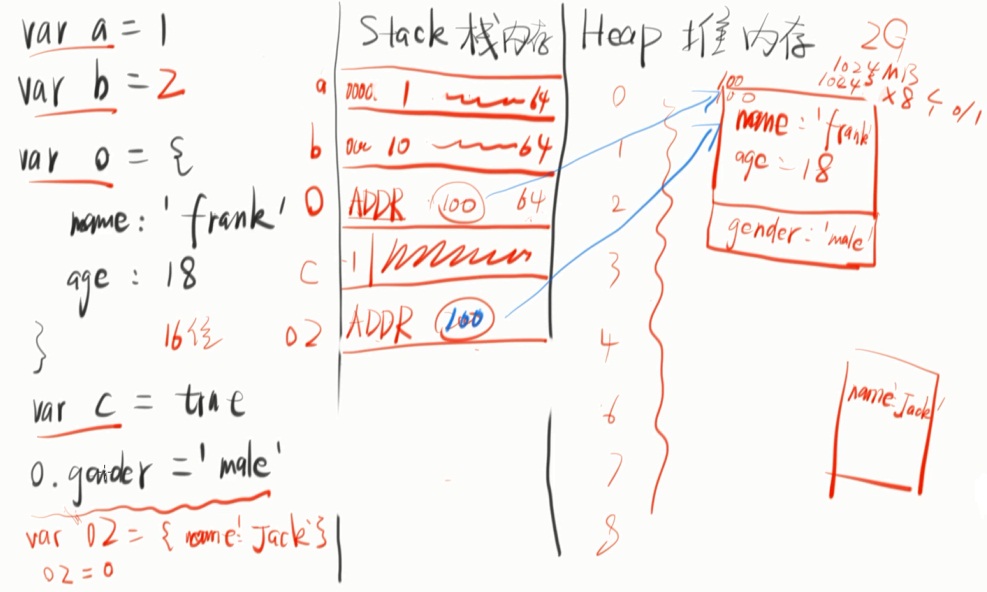 var a = 1
var b = 2
var o = {
name: 'frank'
age : 18
}
16位
var c = true
o.gender = 'male'
var o2 = { name: 'Jack' }
o2 = o
Stack 栈内存
a 1 64
b 10 64
O ADDR 100 64
c 1
o2 ADDR 100
Heap 堆内存
2G
1024 MB
1024³
×8 个 0/1
0
1
2
3
4
6
7
8
100
name: 'frank'
age = 18
gender: 'male'
name: 'Jack'